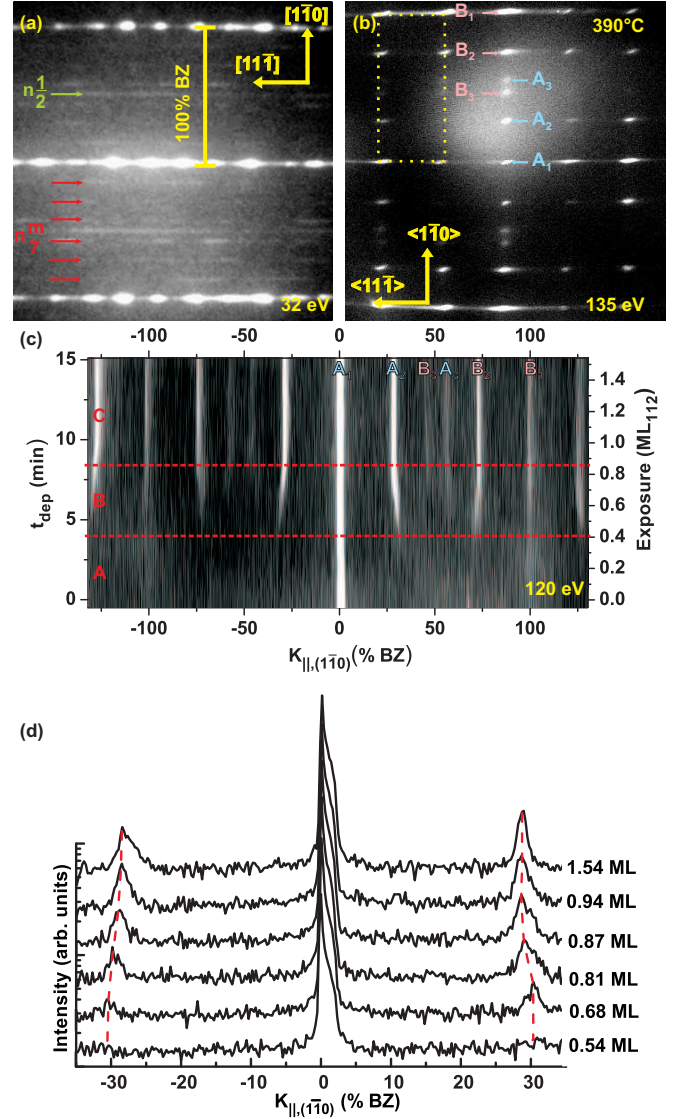 (a)
[11̄0]
[111̄]
n 1/2
100% BZ
n m/7
32 eV
(b)
B1
390°C
B2
A3
B3
A2
A1
<11̄0>
<111̄>
135 eV
(c)
-100 -50 0 50 100
15
10
5
0
t_dep (min)
A1 A2 B3 A3 B2 B1
C
B
A
120 eV
1.4
1.2
1.0
0.8
0.6
0.4
0.2
0.0
Exposure (ML112)
-100 -50 0 50 100
K||,(11̄0)(% BZ)
(d)
Intensity (arb. units)
1.54 ML
0.94 ML
0.87 ML
0.81 ML
0.68 ML
0.54 ML
-30 -20 -10 0 10 20 30
K||,(11̄0) (% BZ)